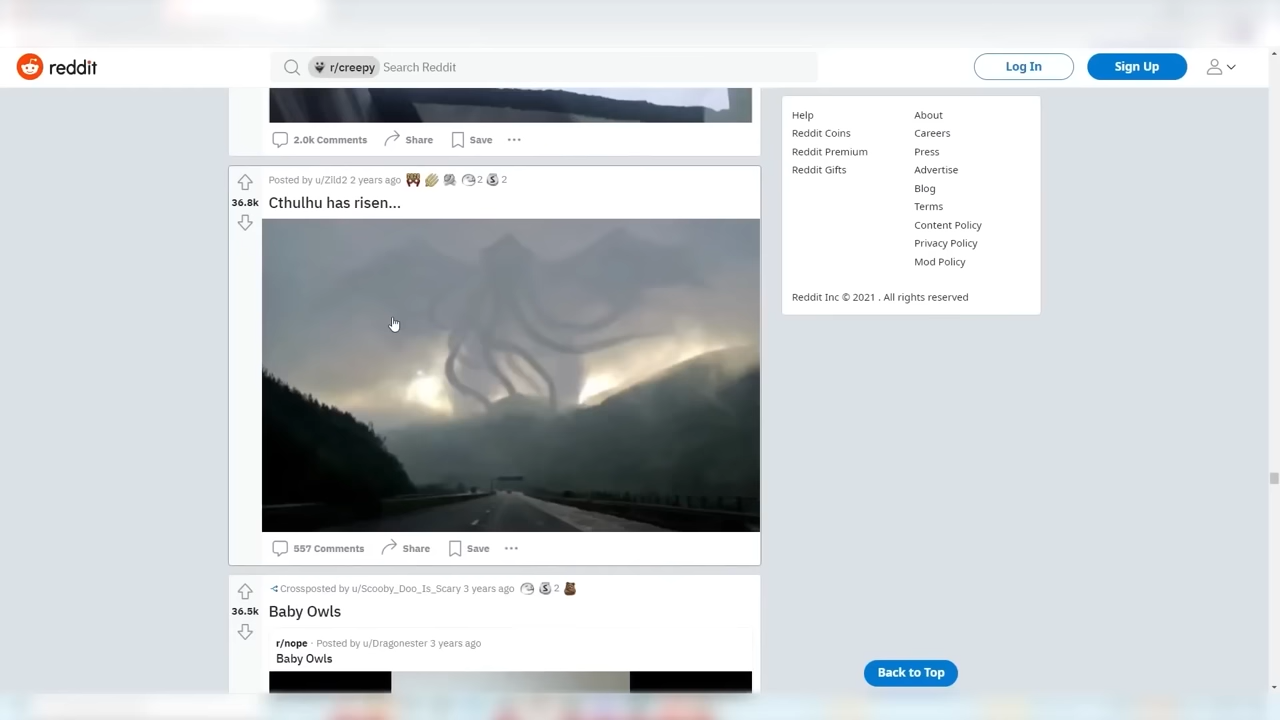 reddit
r/creepy Search Reddit
Log In
Sign Up
2.0k Comments Share Save
Posted by u/Zild2 2 years ago 2 2
36.8k
Cthulhu has risen...
557 Comments Share Save
Crossposted by u/Scooby_Doo_Is_Scary 3 years ago 2
36.5k
Baby Owls
r/nope · Posted by u/Dragonester 3 years ago
Baby Owls
Help
Reddit Coins
Reddit Premium
Reddit Gifts
About
Careers
Press
Advertise
Blog
Terms
Content Policy
Privacy Policy
Mod Policy
Reddit Inc © 2021 . All rights reserved
Back to Top